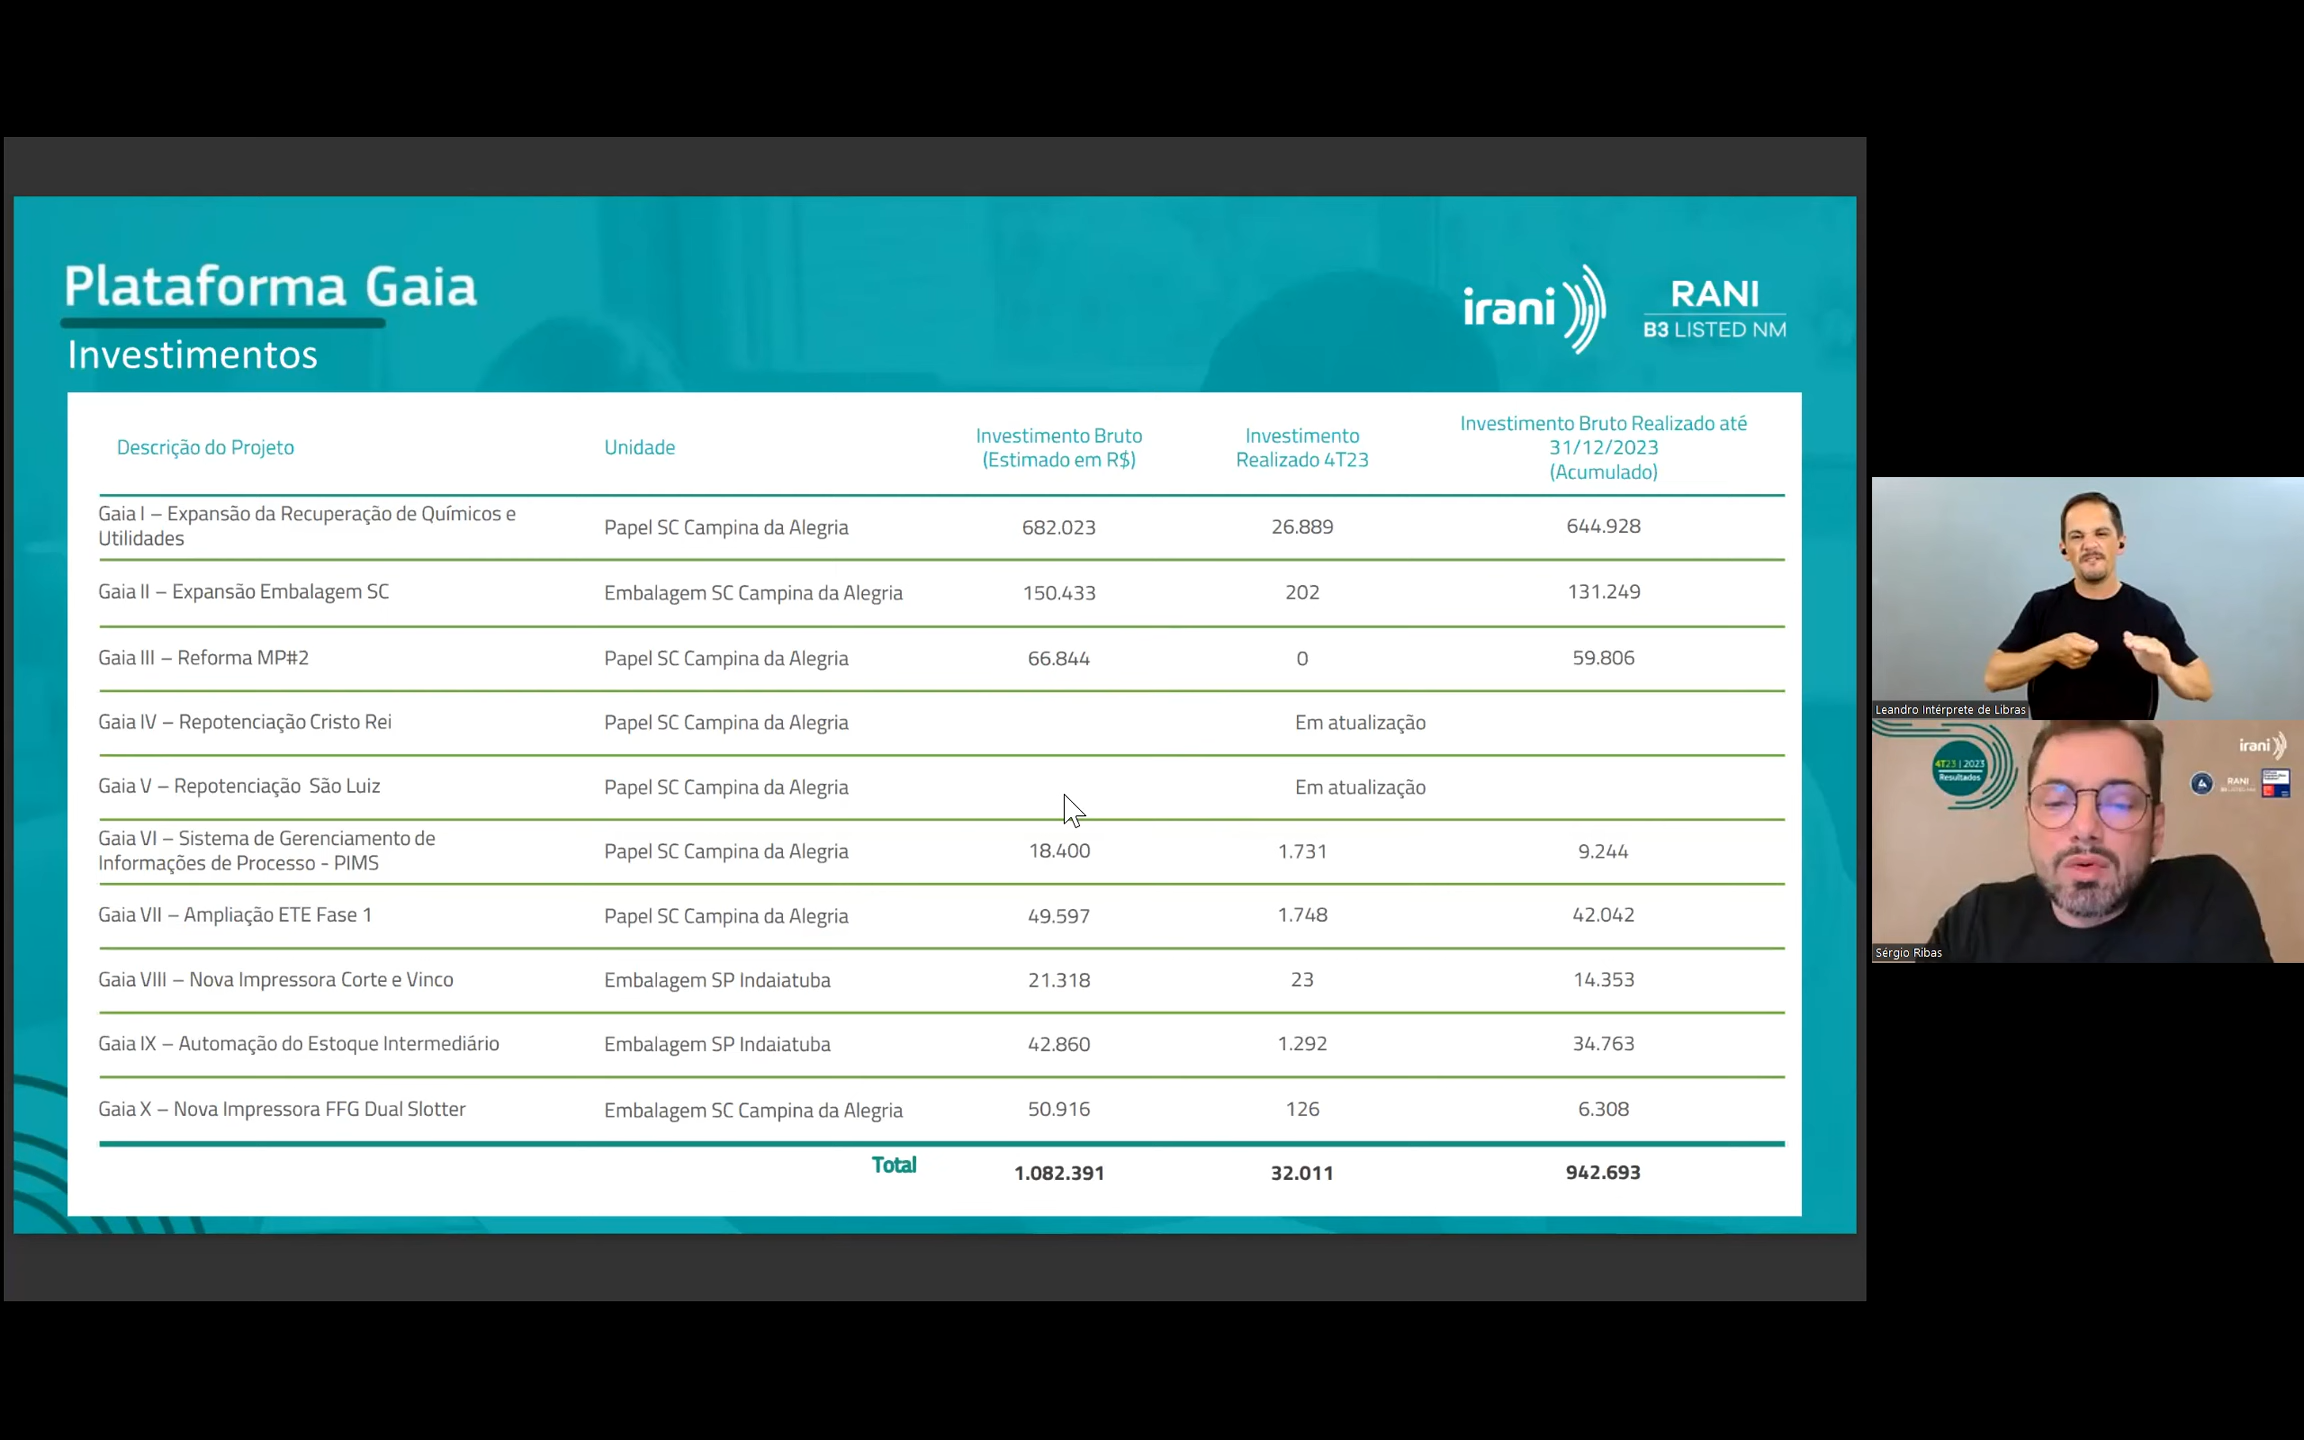 Plataforma Gaia
Investimentos
irani
RANI
B3 LISTED NM
Descrição do Projeto
Unidade
Investimento Bruto
(Estimado em R$)
Investimento
Realizado 4T23
Investimento Bruto Realizado até
31/12/2023
(Acumulado)
Gaia I – Expansão da Recuperação de Químicos e
Utilidades
Papel SC Campina da Alegria
682.023
26.889
644.928
Gaia II – Expansão Embalagem SC
Embalagem SC Campina da Alegria
150.433
202
131.249
Gaia III – Reforma MP#2
Papel SC Campina da Alegria
66.844
0
59.806
Gaia IV – Repotenciação Cristo Rei
Papel SC Campina da Alegria
Em atualização
Gaia V – Repotenciação São Luiz
Papel SC Campina da Alegria
Em atualização
Gaia VI – Sistema de Gerenciamento de
Informações de Processo - PIMS
Papel SC Campina da Alegria
18.400
1.731
9.244
Gaia VII – Ampliação ETE Fase 1
Papel SC Campina da Alegria
49.597
1.748
42.042
Gaia VIII – Nova Impressora Corte e Vinco
Embalagem SP Indaiatuba
21.318
23
14.353
Gaia IX – Automação do Estoque Intermediário
Embalagem SP Indaiatuba
42.860
1.292
34.763
Gaia X – Nova Impressora FFG Dual Slotter
Embalagem SC Campina da Alegria
50.916
126
6.308
Total
1.082.391
32.011
942.693
Leandro Intérprete de Libras
4T23 | 2023
Resultados
irani
RANI
Sérgio Ribas